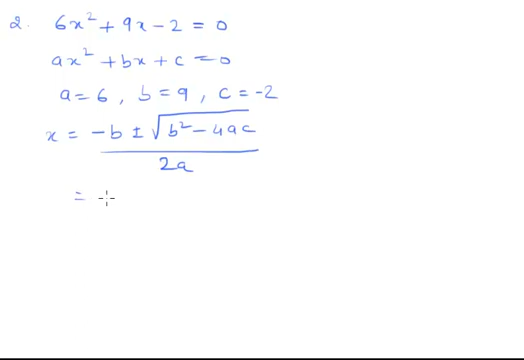 2. 6x² + 9x - 2 = 0
ax² + bx + c = 0
a = 6 , b = 9 , c = -2
x = -b ± √(b² - 4ac) / 2a
=